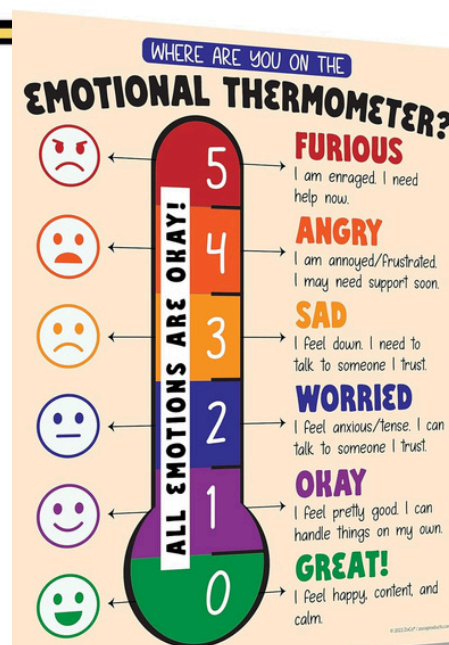 WHERE ARE YOU ON THE
EMOTIONAL THERMOMETER?
ALL EMOTIONS ARE OKAY!
5
FURIOUS
I am enraged. I need
help now.
4
ANGRY
I am annoyed/frustrated.
I may need support soon.
3
SAD
I feel down. I need to
talk to someone I trust.
2
WORRIED
I feel anxious/tense. I can
talk to someone I trust.
1
OKAY
I feel pretty good. I can
handle things on my own.
0
GREAT!
I feel happy, content, and
calm.